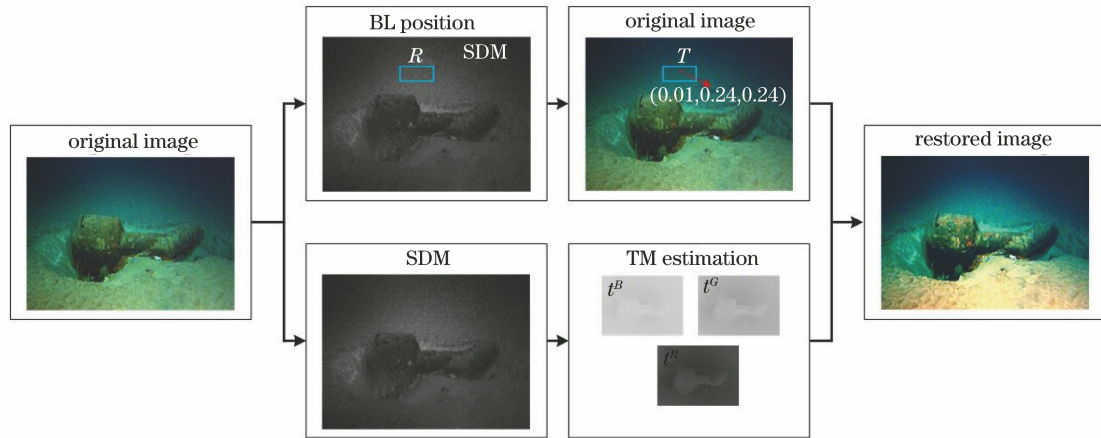 original image
BL position
SDM
R
original image
T
(0.01,0.24,0.24)
SDM
TM estimation
t^B
t^G
t^R
restored image